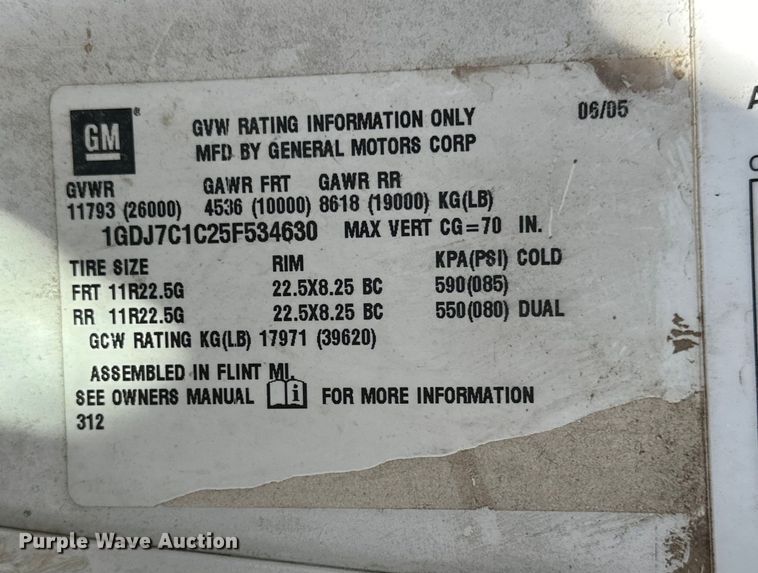 GM ® GVW RATING INFORMATION ONLY 06/05
MFD BY GENERAL MOTORS CORP
GVWR GAWR FRT GAWR RR
11793 (26000) 4536 (10000) 8618 (19000) KG(LB)
1GDJ7C1C25F534630 MAX VERT CG=70 IN.
TIRE SIZE RIM KPA(PSI) COLD
FRT 11R22.5G 22.5X8.25 BC 590(085)
RR 11R22.5G 22.5X8.25 BC 550(080) DUAL
GCW RATING KG(LB) 17971 (39620)
ASSEMBLED IN FLINT MI.
SEE OWNERS MANUAL i FOR MORE INFORMATION
312
Purple Wave Auction